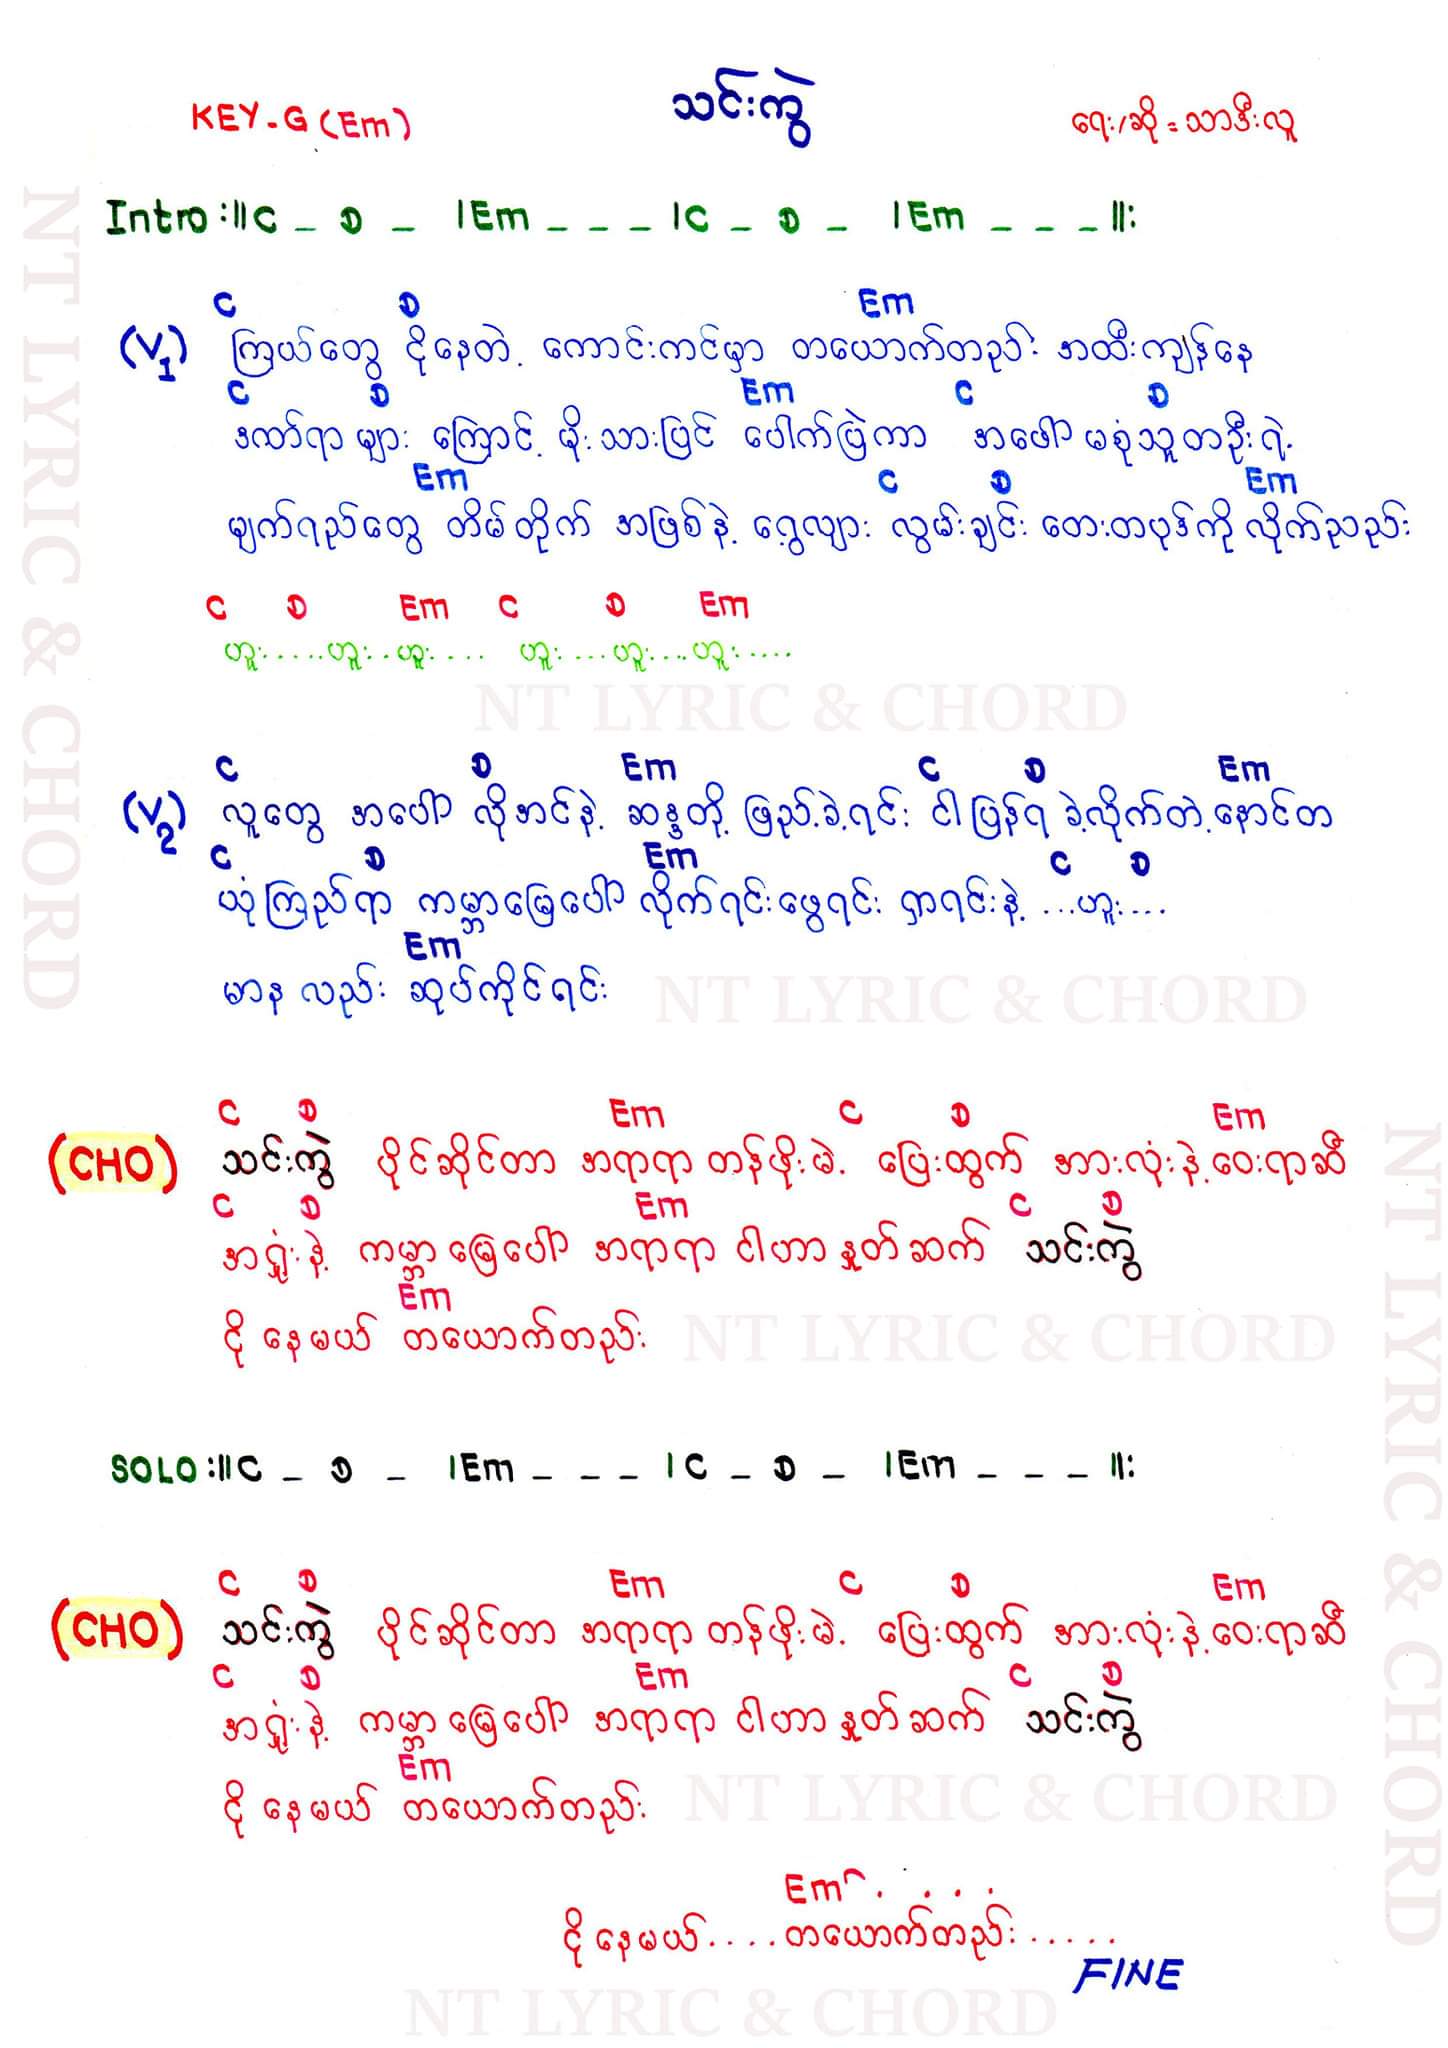 KEY-G (Em)
သင်းကွဲ
ရေး/ဆို = သာဒီးလူ
Intro :‖ C _ D _ | Em _ _ _ | C _ D _ | Em _ _ _ ‖:
C D Em
(V1) ကြယ်တွေ ငိုနေတဲ့ ကောင်းကင်မှာ တယောက်တည်း အထီးကျန်နေ
C D Em C D
ဒဏ်ရာများ ကြောင့် မိုးသားပြင် ပေါက်ပြဲကာ အဖော်မစုံသူတဦးရဲ့
Em C D Em
မျက်ရည်တွေ တိမ်တိုက် အဖြစ်နဲ့ ရွေ့လျား လွမ်းချင်း တေးတပုဒ်ကို လိုက်ညည်း
C D Em C D Em
ဟူး.....ဟူး..ဟူး.... ဟူး....ဟူး...ဟူး....
NT LYRIC & CHORD
C D Em C D Em
(V2) လူတွေ အပေါ် လိုအင်နဲ့ ဆန္ဒတို့ ဖြည့်ခဲ့ရင်း ငါပြန်ရ ခဲ့လိုက်တဲ့ နောင်တ
C D Em C D
ယုံကြည်ရာ ကမ္ဘာမြေပေါ် လိုက်ရင်းဖွေရင်း ရှာရင်းနဲ့ ...ဟူး...
Em
မာန လည်း ဆုပ်ကိုင်ရင်း
NT LYRIC & CHORD
C D Em C D Em
(CHO) သင်းကွဲ ပိုင်ဆိုင်တာ အရာရာ တန်ဖိုးမဲ့ ပြေးထွက် အားလုံးနဲ့ ဝေးရာဆီ
C D Em C D
အရှုံးနဲ့ ကမ္ဘာမြေပေါ် အရာရာ ငါဟာ နှုတ်ဆက် သင်းကွဲ
Em
ငိုနေမယ် တယောက်တည်း
NT LYRIC & CHORD
SOLO :‖ C _ D _ | Em _ _ _ | C _ D _ | Em _ _ _ ‖:
C D Em C D Em
(CHO) သင်းကွဲ ပိုင်ဆိုင်တာ အရာရာ တန်ဖိုးမဲ့ ပြေးထွက် အားလုံးနဲ့ ဝေးရာဆီ
C D Em C D
အရှုံးနဲ့ ကမ္ဘာမြေပေါ် အရာရာ ငါဟာ နှုတ်ဆက် သင်းကွဲ
Em
ငိုနေမယ် တယောက်တည်း
NT LYRIC & CHORD
Em . . . .
ငိုနေမယ်....တယောက်တည်း.....
FINE
NT LYRIC & CHORD
NT LYRIC & CHORD
NT LYRIC & CHORD